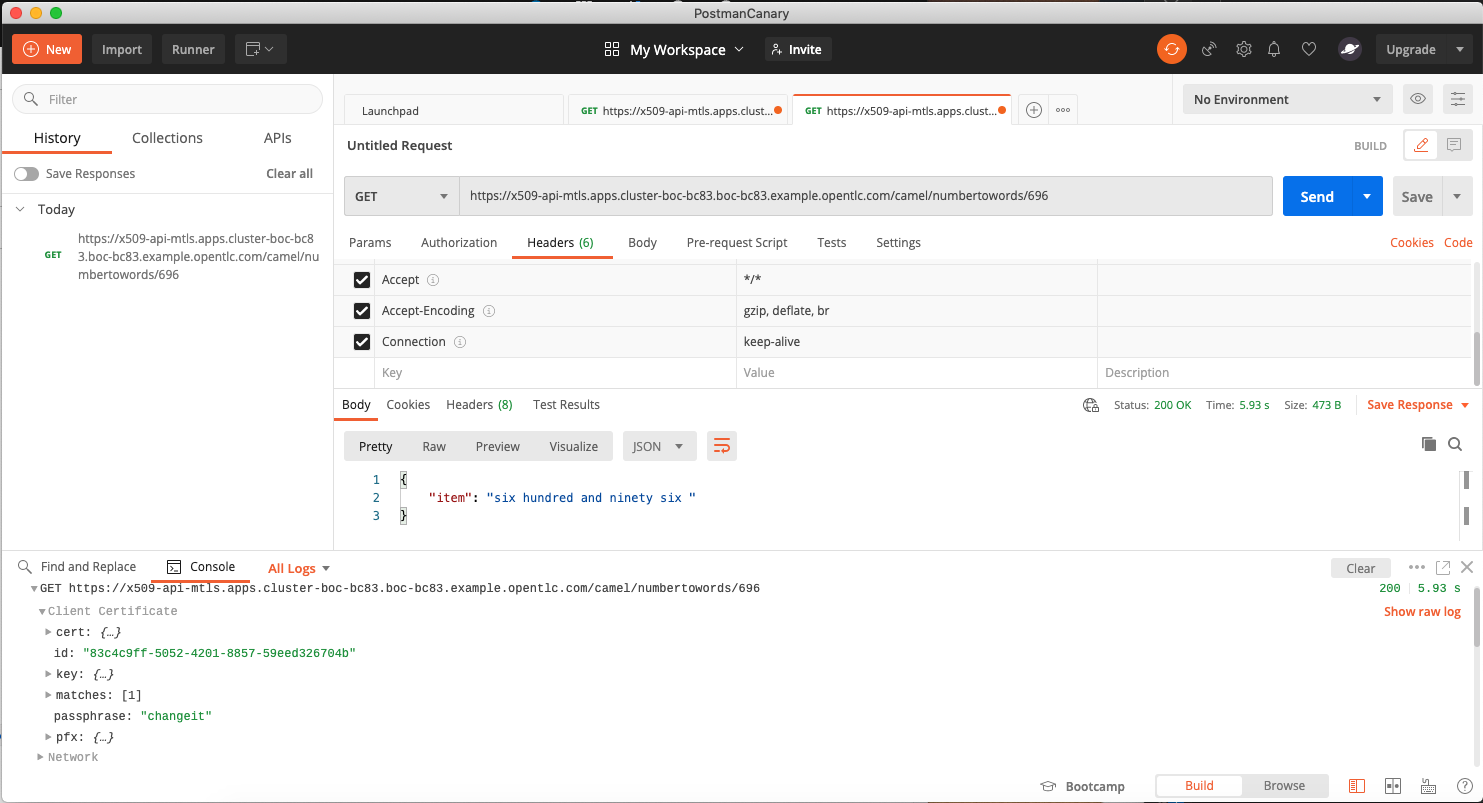 PostmanCanary
New Import Runner My Workspace Invite Upgrade
Filter
History Collections APIs
Save Responses Clear all
Today
GET https://x509-api-mtls.apps.cluster-boc-bc8
3.boc-bc83.example.opentlc.com/camel/nu
mbertowords/696
Launchpad GET https://x509-api-mtls.apps.clust... GET https://x509-api-mtls.apps.clust... No Environment
Untitled Request BUILD
GET https://x509-api-mtls.apps.cluster-boc-bc83.boc-bc83.example.opentlc.com/camel/numbertowords/696 Send Save
Params Authorization Headers (6) Body Pre-request Script Tests Settings Cookies Code
Accept */*
Accept-Encoding gzip, deflate, br
Connection keep-alive
Key Value Description
Body Cookies Headers (8) Test Results Status: 200 OK Time: 5.93 s Size: 473 B Save Response
Pretty Raw Preview Visualize JSON
1 {
2 "item": "six hundred and ninety six "
3 }
Find and Replace Console All Logs Clear
GET https://x509-api-mtls.apps.cluster-boc-bc83.boc-bc83.example.opentlc.com/camel/numbertowords/696 200 5.93 s
Client Certificate Show raw log
cert: {…}
id: "83c4c9ff-5052-4201-8857-59eed326704b"
key: {…}
matches: [1]
passphrase: "changeit"
pfx: {…}
Network
Bootcamp Build Browse